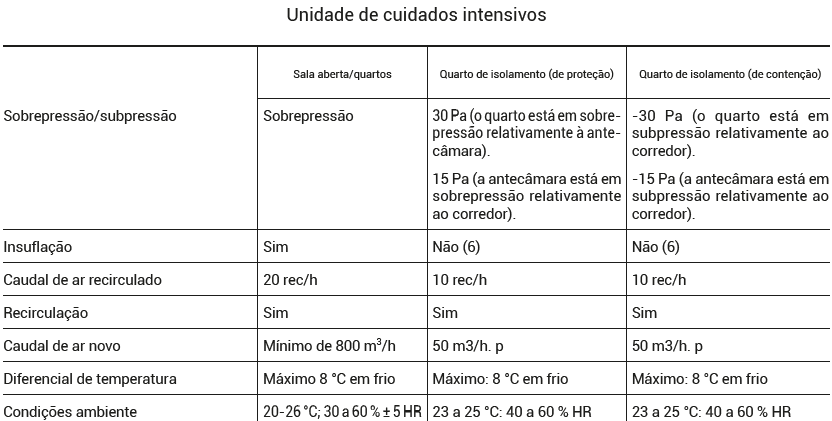 Unidade de cuidados intensivos
Sala aberta/quartos Quarto de isolamento (de proteção) Quarto de isolamento (de contenção)
Sobrepressão/subpressão Sobrepressão 30 Pa (o quarto está em sobre- -30 Pa (o quarto está em
pressão relativamente à ante- subpressão relativamente ao
câmara). corredor).
15 Pa (a antecâmara está em -15 Pa (a antecâmara está em
sobrepressão relativamente subpressão relativamente ao
ao corredor). corredor).
Insuflação Sim Não (6) Não (6)
Caudal de ar recirculado 20 rec/h 10 rec/h 10 rec/h
Recirculação Sim Sim Sim
Caudal de ar novo Mínimo de 800 m³/h 50 m3/h. p 50 m3/h. p
Diferencial de temperatura Máximo 8 °C em frio Máximo: 8 °C em frio Máximo: 8 °C em frio
Condições ambiente 20-26 °C; 30 a 60 % ± 5 HR 23 a 25 °C: 40 a 60 % HR 23 a 25 °C: 40 a 60 % HR